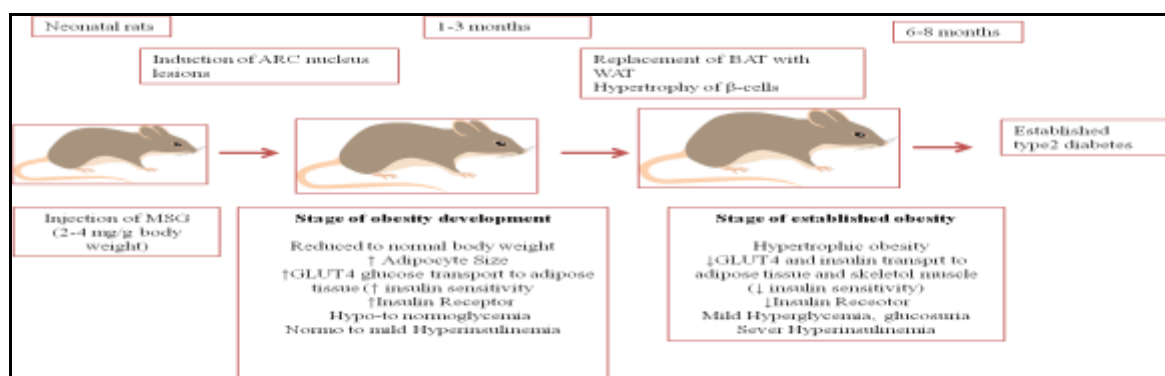 Neonatal rats
1-3 months
6-8 months
Induction of ARC nucleus
lesions
Replacement of BAT with
WAT
Hypertrophy of β-cells
Established
type2 diabetes
Injection of MSG
(2-4 mg/g body
weight)
Stage of obesity development
Reduced to normal body weight
↑ Adipocyte Size
↑GLUT4 glucose transport to adipose
tissue (↑ insulin sensitivity
↑Insulin Receptor
Hypo-to normoglycemia
Normo to mild Hyperinsulinemia
Stage of established obesity
Hypertrophic obesity
↓GLUT4 and insulin transprt to
adipose tissue and skeletol muscle
(↓ insulin sensitivity)
↓Insulin Receotor
Mild Hyperglycemia, glucosuria
Sever Hyperinsulinemia